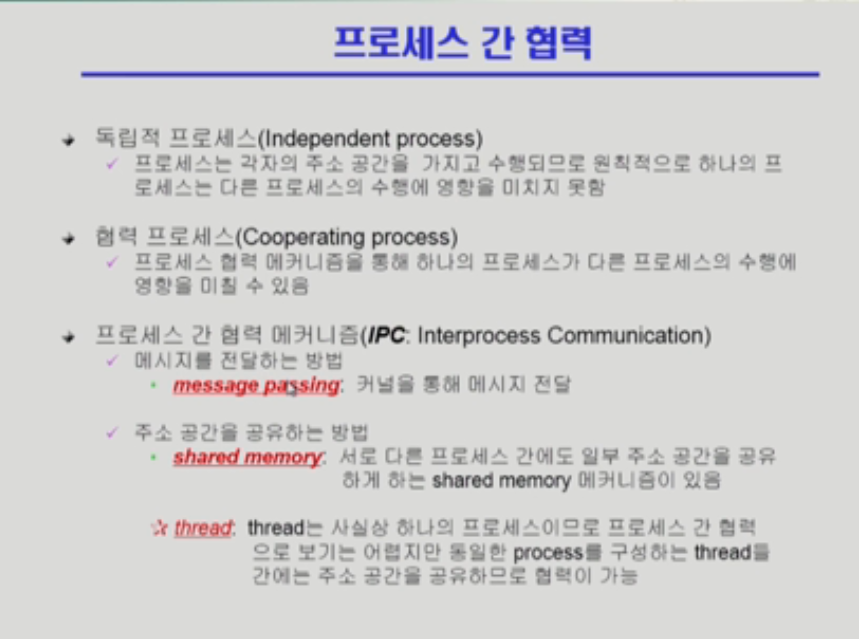 프로세스 간 협력
독립적 프로세스(Independent process)
프로세스는 각자의 주소 공간을 가지고 수행되므로 원칙적으로 하나의 프
로세스는 다른 프로세스의 수행에 영향을 미치지 못함
협력 프로세스(Cooperating process)
프로세스 협력 메커니즘을 통해 하나의 프로세스가 다른 프로세스의 수행에
영향을 미칠 수 있음
프로세스 간 협력 메커니즘(IPC: Interprocess Communication)
메시지를 전달하는 방법
message passing: 커널을 통해 메시지 전달
주소 공간을 공유하는 방법
shared memory: 서로 다른 프로세스 간에도 일부 주소 공간을 공유
하게 하는 shared memory 메커니즘이 있음
thread: thread는 사실상 하나의 프로세스이므로 프로세스 간 협력
으로 보기는 어렵지만 동일한 process를 구성하는 thread들
간에는 주소 공간을 공유하므로 협력이 가능